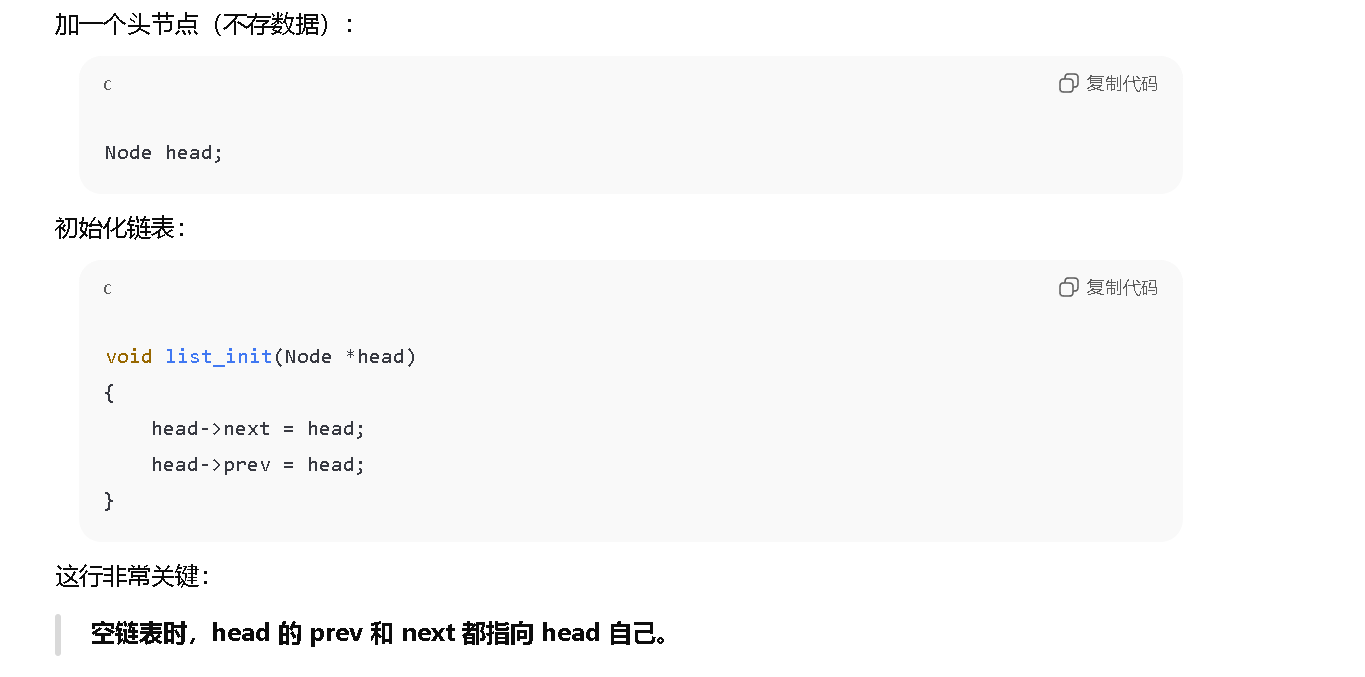 加一个头节点（不存数据）：
c
复制代码
Node head;
初始化链表：
c
复制代码
void list_init(Node *head)
{
    head->next = head;
    head->prev = head;
}
这行非常关键：
空链表时，head 的 prev 和 next 都指向 head 自己。